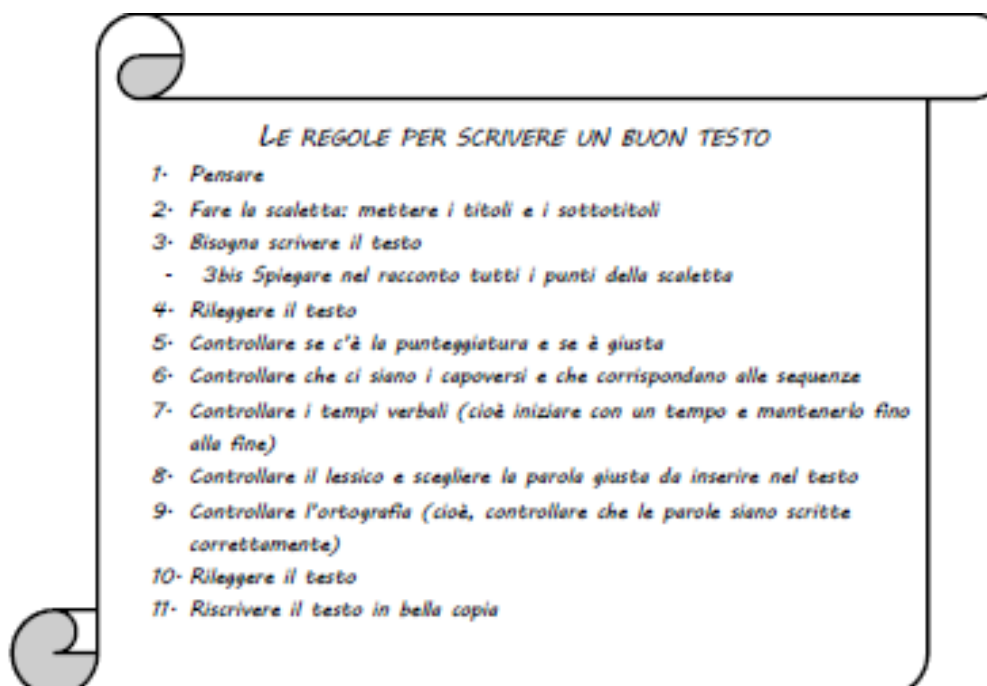 LE REGOLE PER SCRIVERE UN BUON TESTO
1- Pensare
2- Fare la scaletta: mettere i titoli e i sottotitoli
3- Bisogna scrivere il testo
- 3bis Spiegare nel racconto tutti i punti della scaletta
4- Rileggere il testo
5- Controllare se c'è la punteggiatura e se è giusta
6- Controllare che ci siano i capoversi e che corrispondano alle sequenze
7- Controllare i tempi verbali (cioè iniziare con un tempo e mantenerlo fino
alla fine)
8- Controllare il lessico e scegliere la parola giusta da inserire nel testo
9- Controllare l'ortografia (cioè, controllare che le parole siano scritte
correttamente)
10- Rileggere il testo
11- Riscrivere il testo in bella copia